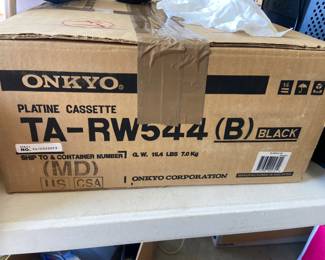 ONKYO
PLATINE CASSETTE
TA-RW544 (B) BLACK
NO.
SHIP TO & CONTAINER NUMBER
G. W. 15.4 LBS 7.0 Kg
(MD)
US CSA
ONKYO CORPORATION